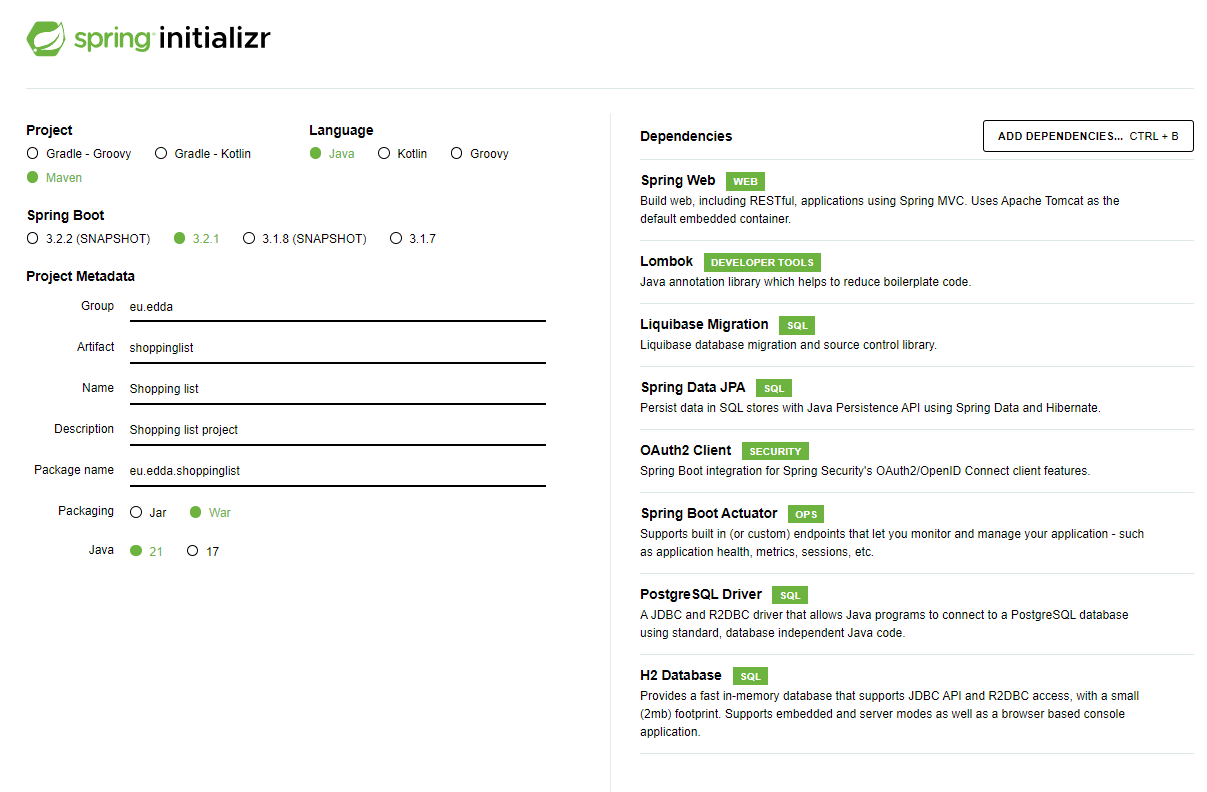 spring initializr
Project
Gradle - Groovy Gradle - Kotlin
Maven
Language
Java Kotlin Groovy
Spring Boot
3.2.2 (SNAPSHOT) 3.2.1 3.1.8 (SNAPSHOT) 3.1.7
Project Metadata
Group eu.edda
Artifact shoppinglist
Name Shopping list
Description Shopping list project
Package name eu.edda.shoppinglist
Packaging Jar War
Java 21 17
Dependencies ADD DEPENDENCIES... CTRL + B
Spring Web WEB
Build web, including RESTful, applications using Spring MVC. Uses Apache Tomcat as the
default embedded container.
Lombok DEVELOPER TOOLS
Java annotation library which helps to reduce boilerplate code.
Liquibase Migration SQL
Liquibase database migration and source control library.
Spring Data JPA SQL
Persist data in SQL stores with Java Persistence API using Spring Data and Hibernate.
OAuth2 Client SECURITY
Spring Boot integration for Spring Security's OAuth2/OpenID Connect client features.
Spring Boot Actuator OPS
Supports built in (or custom) endpoints that let you monitor and manage your application - such
as application health, metrics, sessions, etc.
PostgreSQL Driver SQL
A JDBC and R2DBC driver that allows Java programs to connect to a PostgreSQL database
using standard, database independent Java code.
H2 Database SQL
Provides a fast in-memory database that supports JDBC API and R2DBC access, with a small
(2mb) footprint. Supports embedded and server modes as well as a browser based console
application.